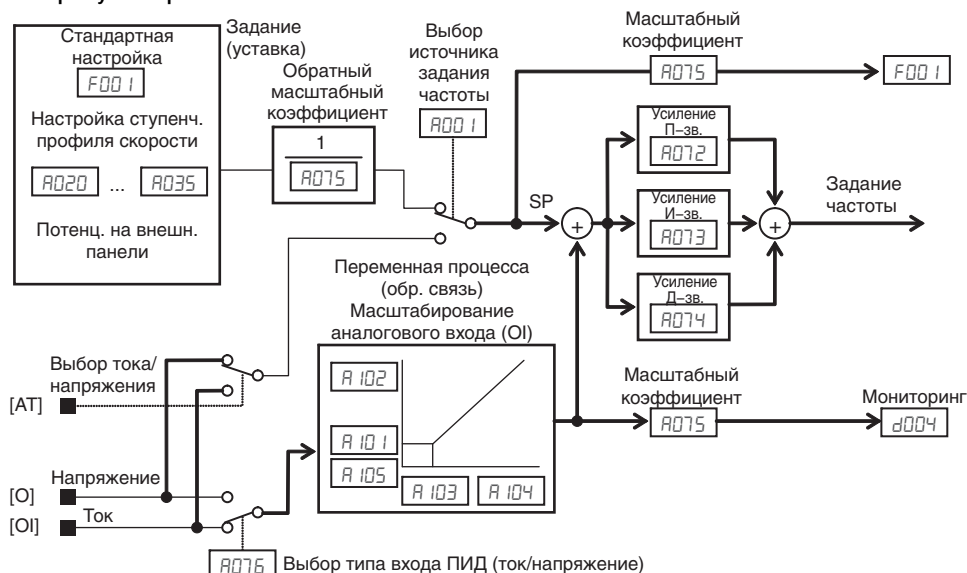 Стандартная
настройка
F001
Настройка ступенч.
профиля скорости
A020 ... A035
Потенц. на внешн.
панели
Задание
(уставка)
Обратный
масштабный
коэффициент
1
A075
Выбор
источника
задания
частоты
A001
Масштабный
коэффициент
A075
F001
SP
+
Усиление
П–зв.
A072
Усиление
И–зв.
A073
Усиление
Д–зв.
A074
+
Задание
частоты
Переменная процесса
(обр. связь)
Масштабирование
аналогового входа (OI)
A102
A101
A105
A103
A104
Масштабный
коэффициент
A075
Мониторинг
d004
Выбор тока/
напряжения
[AT]
Напряжение
[O]
Ток
[OI]
A076 Выбор типа входа ПИД (ток/напряжение)